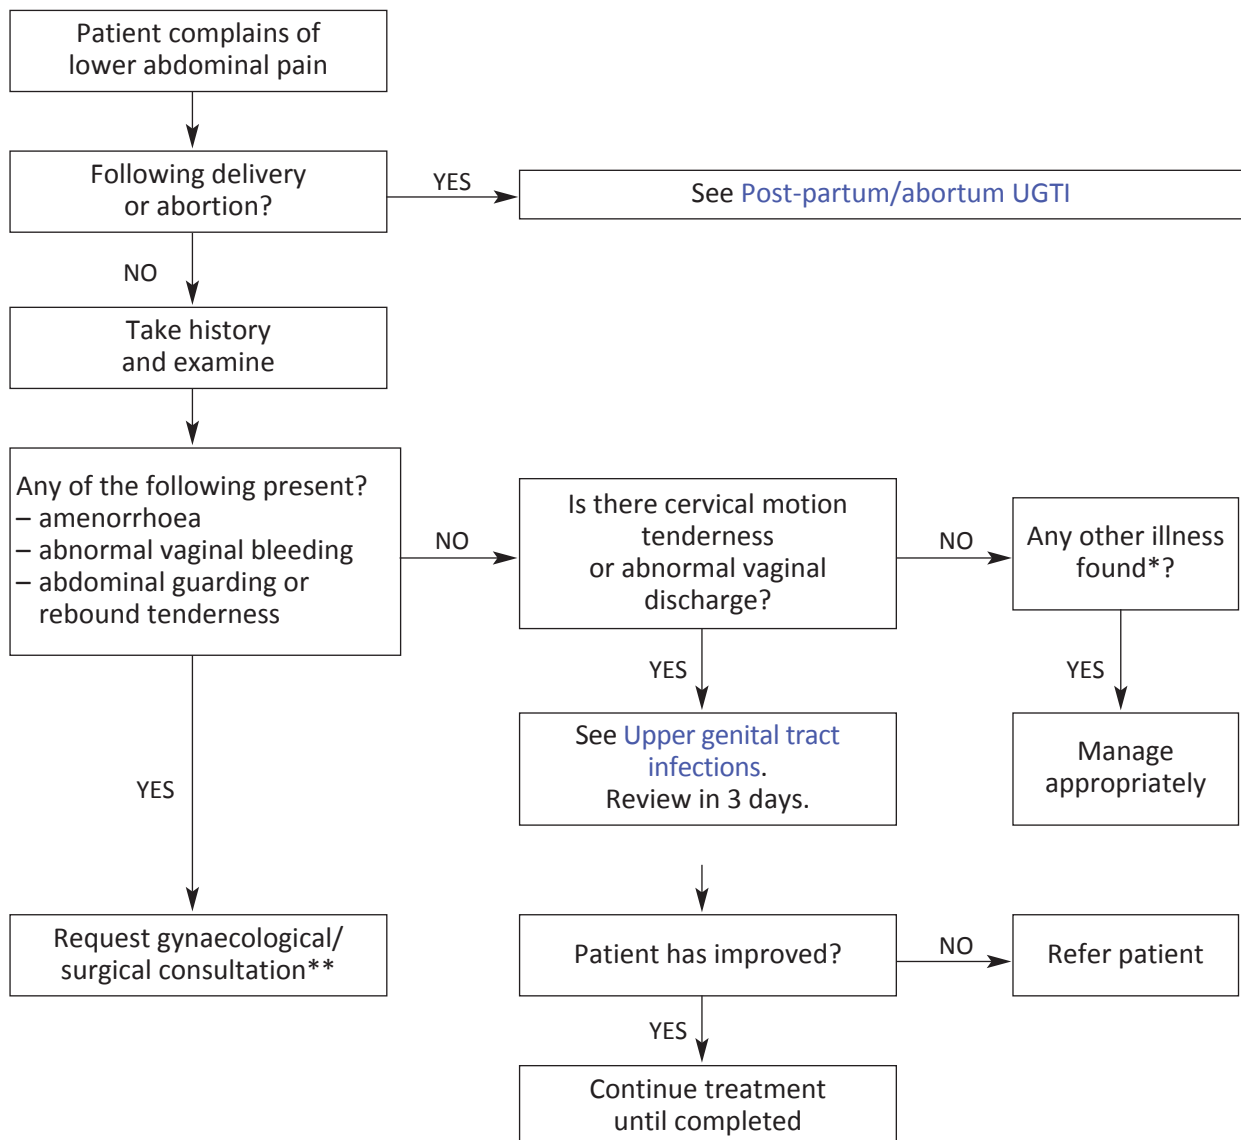 Patient complains of
lower abdominal pain
Following delivery
or abortion?
YES
See Post-partum/abortum UGTI
NO
Take history
and examine
Any of the following present?
– amenorrhoea
– abnormal vaginal bleeding
– abdominal guarding or
rebound tenderness
NO
Is there cervical motion
tenderness
or abnormal vaginal
discharge?
NO
Any other illness
found*?
YES
YES
See Upper genital tract
infections.
Review in 3 days.
Manage
appropriately
YES
Request gynaecological/
surgical consultation**
Patient has improved?
NO
Refer patient
YES
Continue treatment
until completed